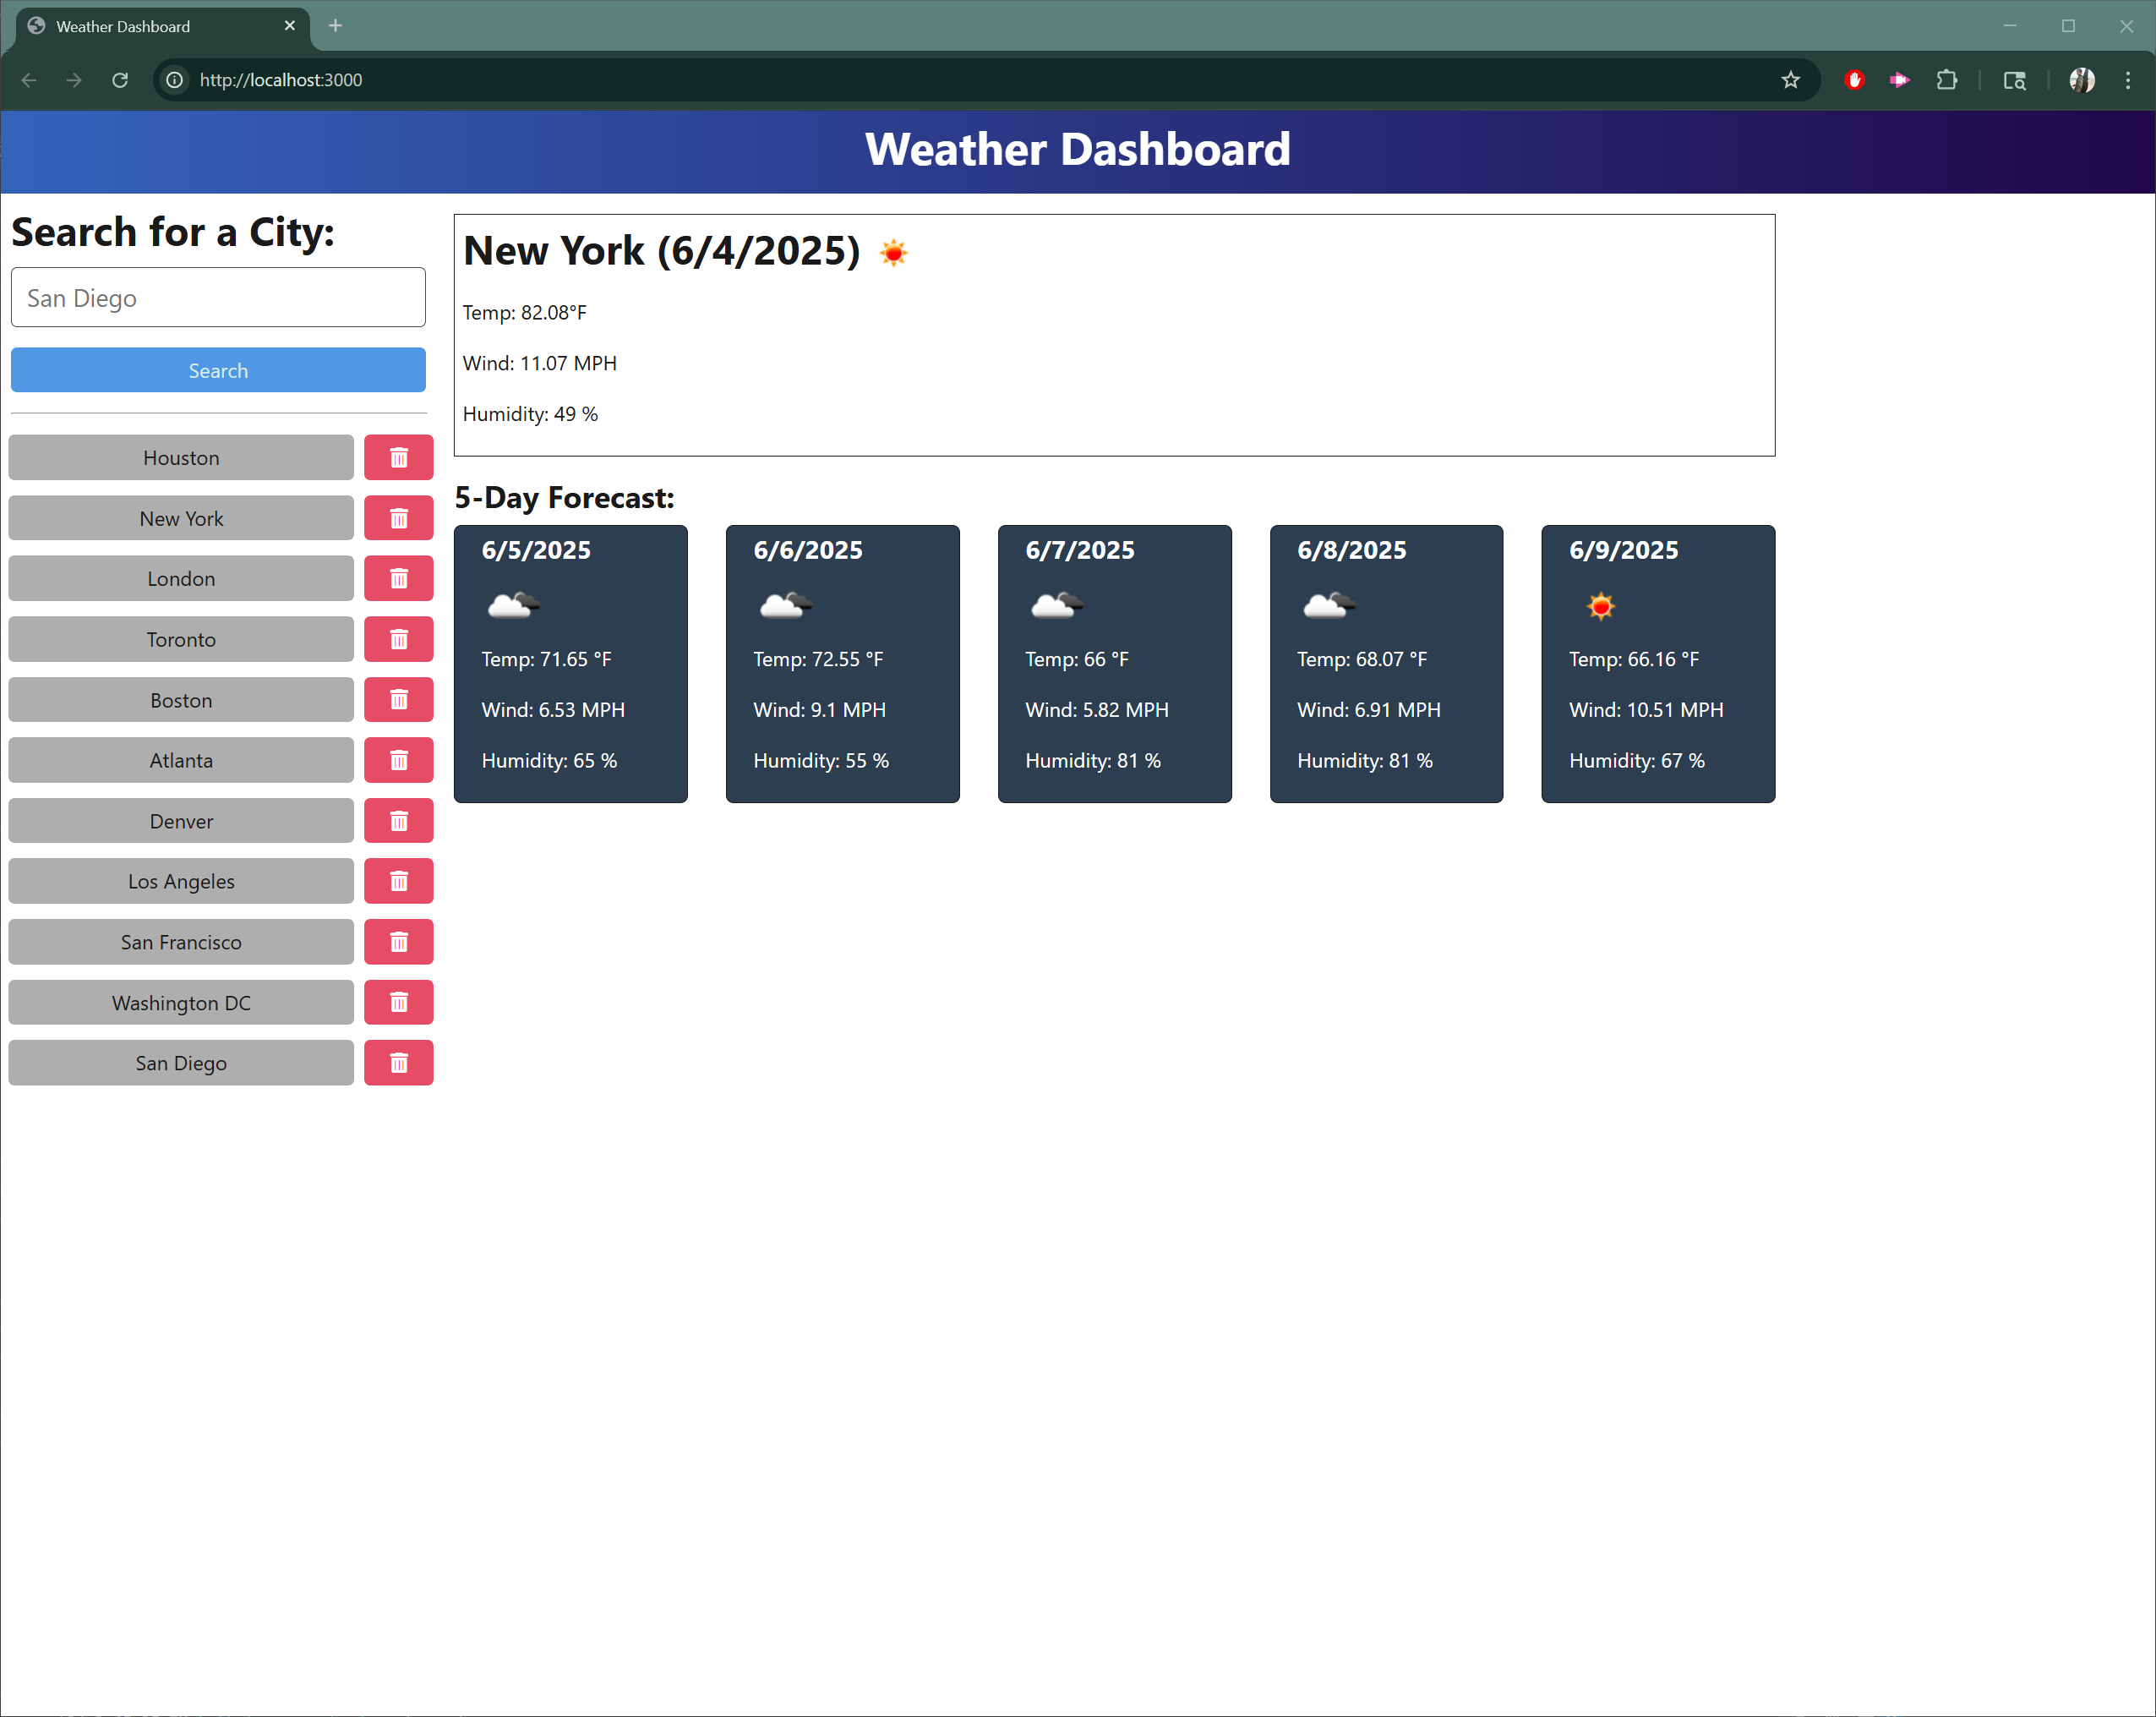 Weather Dashboard
http://localhost:3000
Weather Dashboard
Search for a City:
San Diego
Search
Houston
New York
London
Toronto
Boston
Atlanta
Denver
Los Angeles
San Francisco
Washington DC
San Diego
New York (6/4/2025)
Temp: 82.08°F
Wind: 11.07 MPH
Humidity: 49 %
5-Day Forecast:
6/5/2025
Temp: 71.65 °F
Wind: 6.53 MPH
Humidity: 65 %
6/6/2025
Temp: 72.55 °F
Wind: 9.1 MPH
Humidity: 55 %
6/7/2025
Temp: 66 °F
Wind: 5.82 MPH
Humidity: 81 %
6/8/2025
Temp: 68.07 °F
Wind: 6.91 MPH
Humidity: 81 %
6/9/2025
Temp: 66.16 °F
Wind: 10.51 MPH
Humidity: 67 %